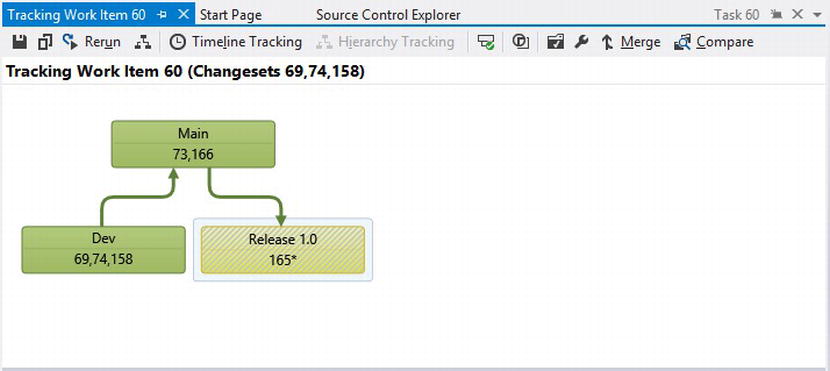 Tracking Work Item 60 Start Page Source Control Explorer Task 60
Rerun Timeline Tracking Hierarchy Tracking Merge Compare
Tracking Work Item 60 (Changesets 69,74,158)
Main
73,166
Dev
69,74,158
Release 1.0
165*